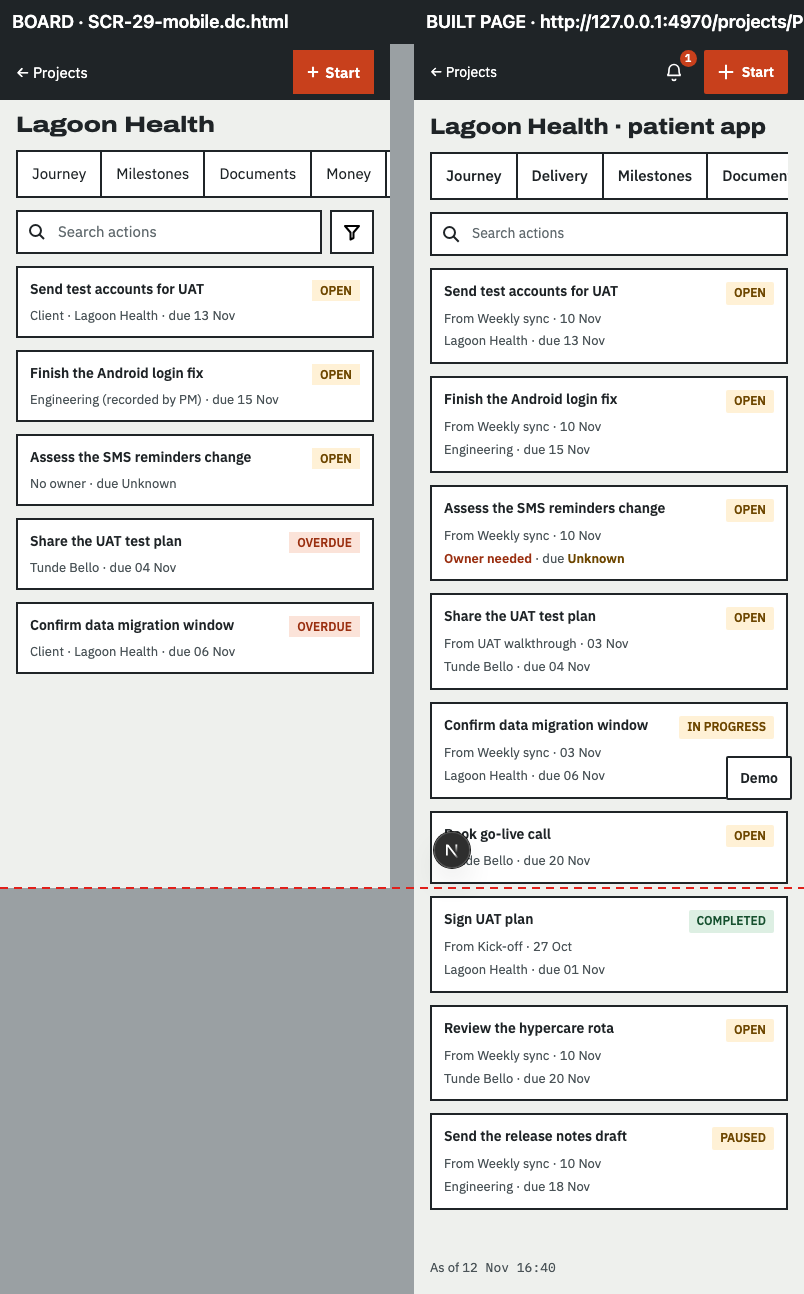 BOARD · SCR-29-mobile.dc.html
← Projects
+ Start
Lagoon Health
Journey
Milestones
Documents
Money
Search actions
Send test accounts for UAT
OPEN
Client · Lagoon Health · due 13 Nov
Finish the Android login fix
OPEN
Engineering (recorded by PM) · due 15 Nov
Assess the SMS reminders change
OPEN
No owner · due Unknown
Share the UAT test plan
OVERDUE
Tunde Bello · due 04 Nov
Confirm data migration window
OVERDUE
Client · Lagoon Health · due 06 Nov
BUILT PAGE · http://127.0.0.1:4970/projects/P
← Projects
1
+ Start
Lagoon Health · patient app
Journey
Delivery
Milestones
Documen
Search actions
Send test accounts for UAT
OPEN
From Weekly sync · 10 Nov
Lagoon Health · due 13 Nov
Finish the Android login fix
OPEN
From Weekly sync · 10 Nov
Engineering · due 15 Nov
Assess the SMS reminders change
OPEN
From Weekly sync · 10 Nov
Owner needed · due Unknown
Share the UAT test plan
OPEN
From UAT walkthrough · 03 Nov
Tunde Bello · due 04 Nov
Confirm data migration window
IN PROGRESS
From Weekly sync · 03 Nov
Lagoon Health · due 06 Nov
Demo
go-live call
OPEN
N
Bello · due 20 Nov
Sign UAT plan
COMPLETED
From Kick-off · 27 Oct
Lagoon Health · due 01 Nov
Review the hypercare rota
OPEN
From Weekly sync · 10 Nov
Tunde Bello · due 20 Nov
Send the release notes draft
PAUSED
From Weekly sync · 10 Nov
Engineering · due 18 Nov
As of 12 Nov 16:40